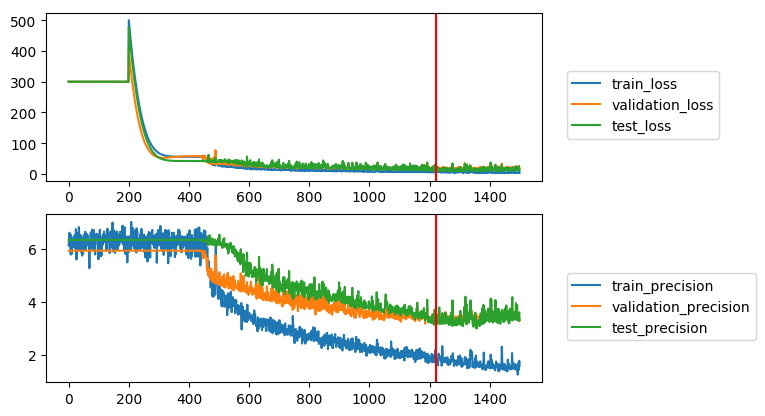 500
400
300
200
100
0
0 200 400 600 800 1000 1200 1400
train_loss
validation_loss
test_loss
6
4
2
0 200 400 600 800 1000 1200 1400
train_precision
validation_precision
test_precision